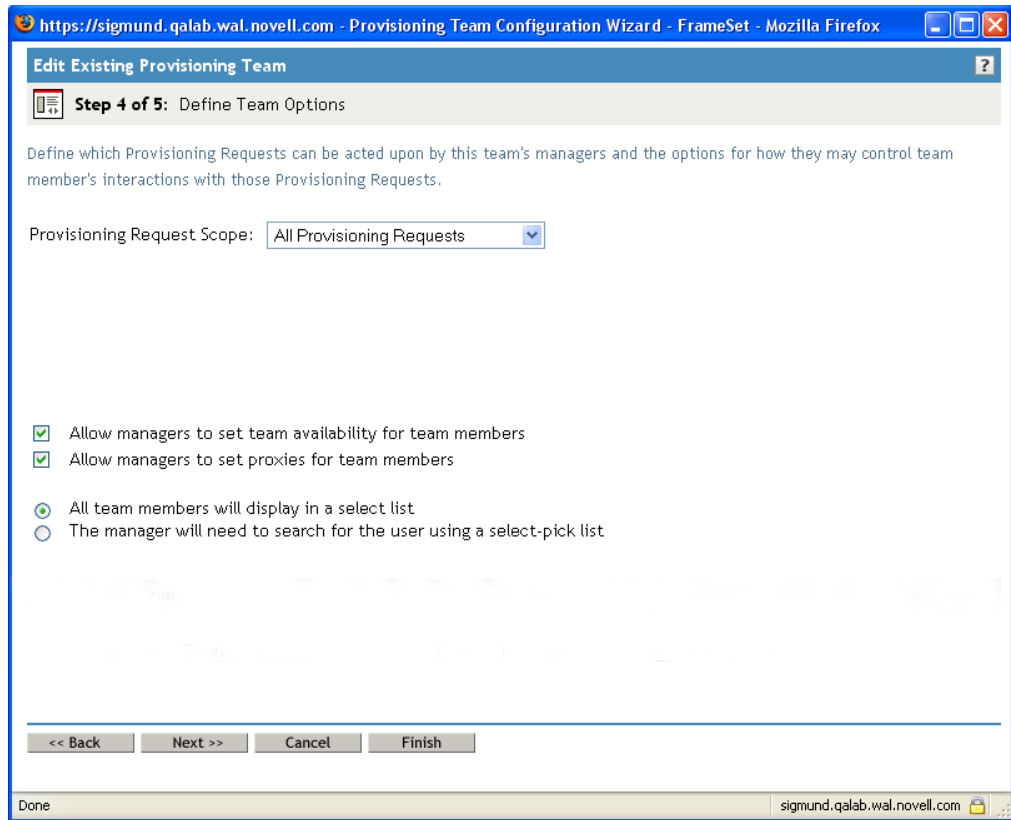 https://sigmund.qalab.wal.novell.com - Provisioning Team Configuration Wizard - FrameSet - Mozilla Firefox
Edit Existing Provisioning Team
?
Step 4 of 5: Define Team Options
Define which Provisioning Requests can be acted upon by this team's managers and the options for how they may control team
member's interactions with those Provisioning Requests.
Provisioning Request Scope: All Provisioning Requests
Allow managers to set team availability for team members
Allow managers to set proxies for team members
All team members will display in a select list
The manager will need to search for the user using a select-pick list
<< Back Next >> Cancel Finish
Done sigmund.qalab.wal.novell.com